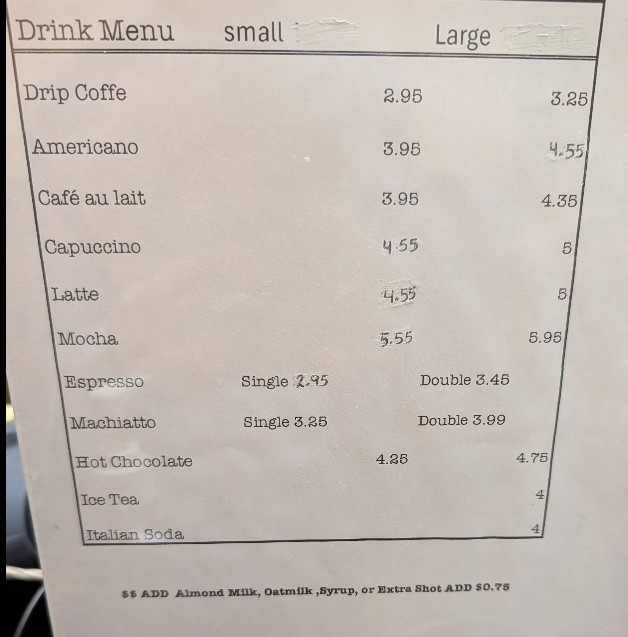 Drink Menu small Large
Drip Coffe 2.95 3.25
Americano 3.95 4.55
Café au lait 3.95 4.35
Capuccino 4.55 5
Latte 4.55 5
Mocha 5.55 5.95
Espresso Single 2.95 Double 3.45
Machiatto Single 3.25 Double 3.99
Hot Chocolate 4.25 4.75
Ice Tea 4
Italian Soda 4
$$ ADD Almond Milk, Oatmilk ,Syrup, or Extra Shot ADD $0.75